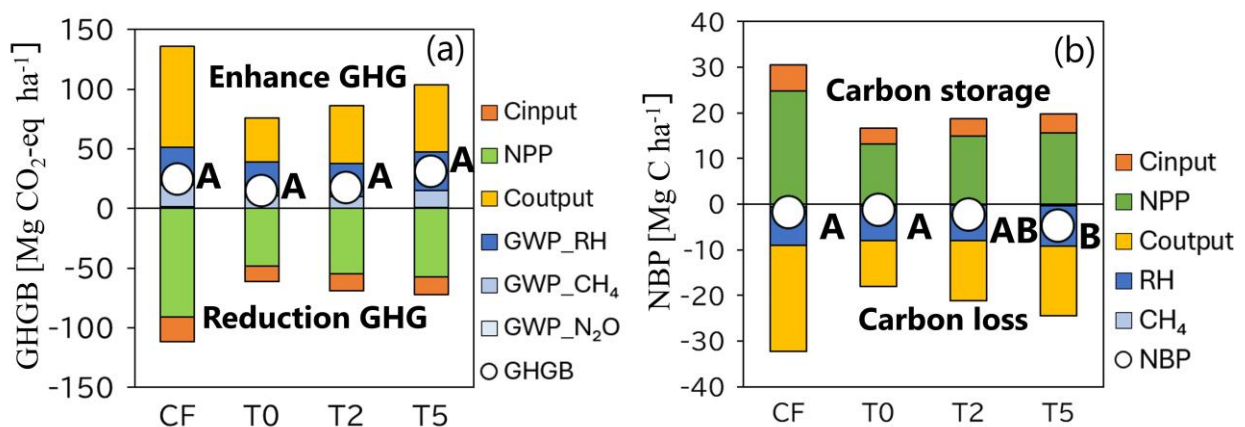 (a)
GHGB [Mg CO₂-eq ha⁻¹]
150
100
50
0
-50
-100
-150
Enhance GHG
Reduction GHG
A
A
A
A
CF
T0
T2
T5
Cinput
NPP
Coutput
GWP_RH
GWP_CH₄
GWP_N₂O
GHGB
(b)
NBP [Mg C ha⁻¹]
40
30
20
10
0
-10
-20
-30
-40
Carbon storage
Carbon loss
A
A
AB
B
CF
T0
T2
T5
Cinput
NPP
Coutput
RH
CH₄
NBP